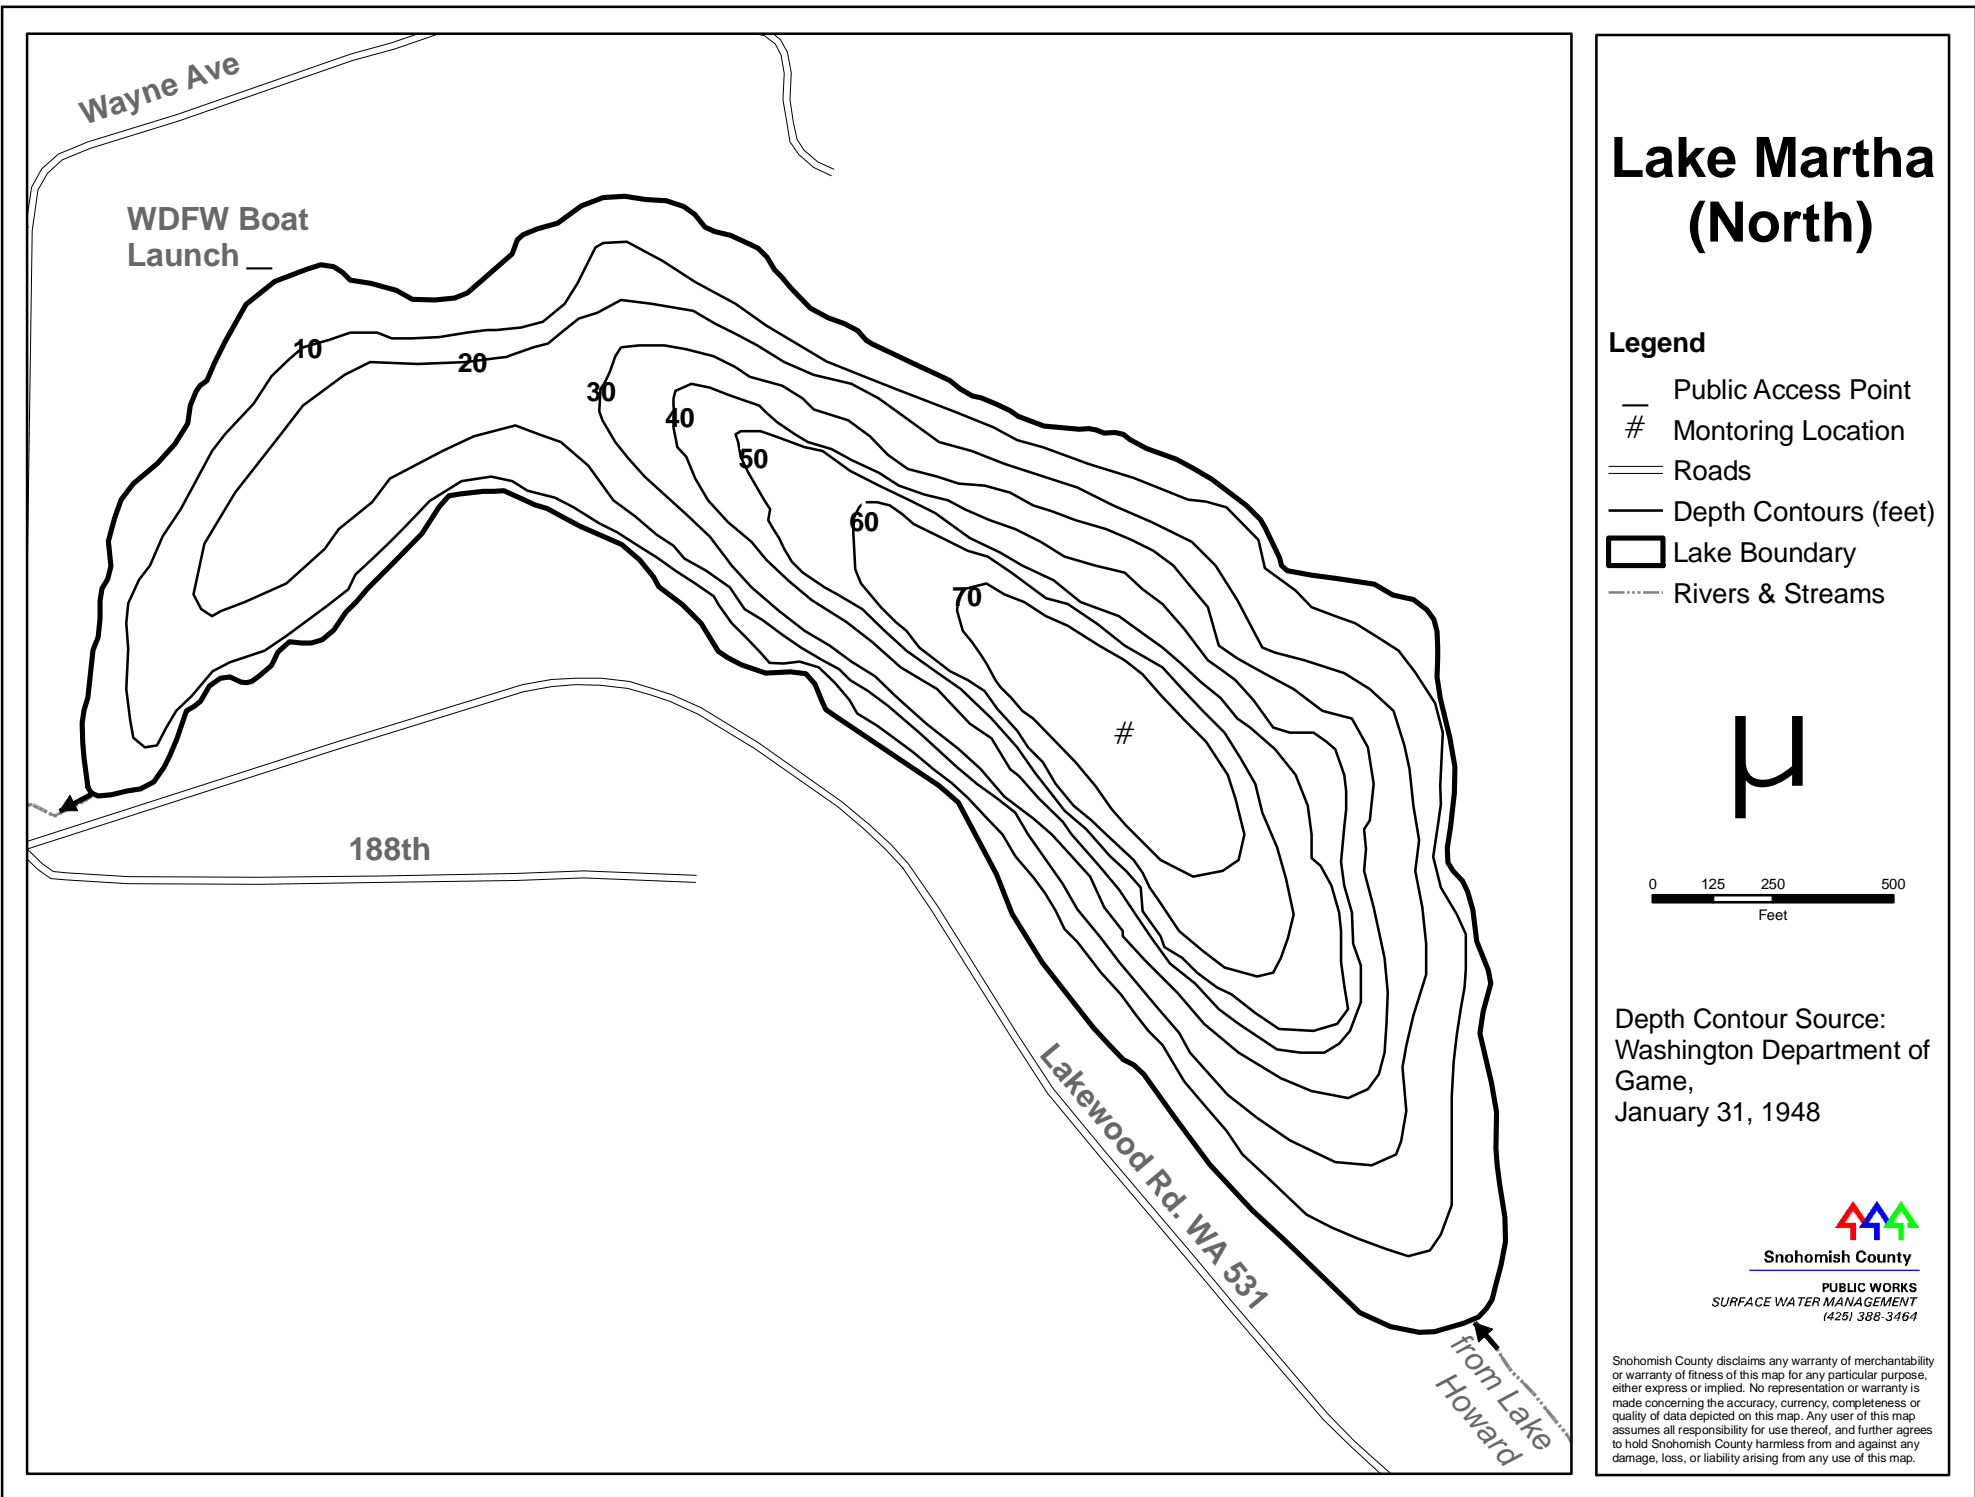 Wayne Ave
WDFW Boat
Launch _
10
20
30
40
50
60
70
#
188th
Lakewood Rd. WA 531
from Lake
Howard
Lake Martha
(North)
Legend
_ Public Access Point
# Montoring Location
Roads
Depth Contours (feet)
Lake Boundary
Rivers & Streams
µ
0 125 250 500
Feet
Depth Contour Source:
Washington Department of
Game,
January 31, 1948
Snohomish County
PUBLIC WORKS
SURFACE WATER MANAGEMENT
(425) 388-3464
Snohomish County disclaims any warranty of merchantability
or warranty of fitness of this map for any particular purpose,
either express or implied. No representation or warranty is
made concerning the accuracy, currency, completeness or
quality of data depicted on this map. Any user of this map
assumes all responsibility for use thereof, and further agrees
to hold Snohomish County harmless from and against any
damage, loss, or liability arising from any use of this map.